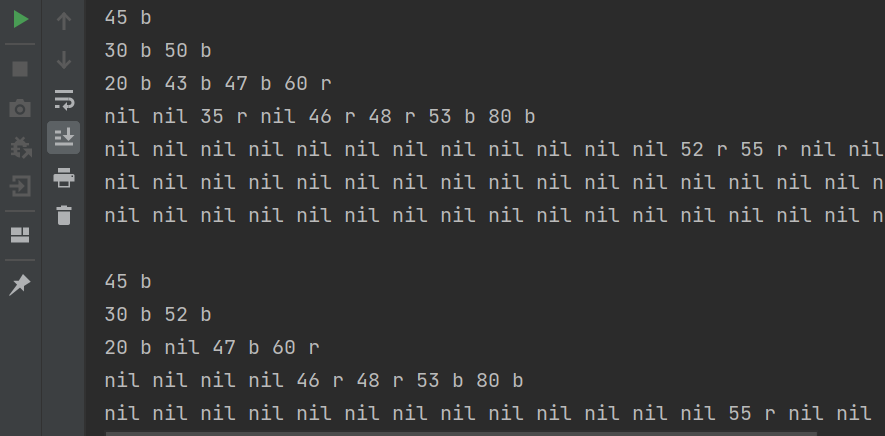 45 b
30 b 50 b
20 b 43 b 47 b 60 r
nil nil 35 r nil 46 r 48 r 53 b 80 b
nil nil nil nil nil nil nil nil nil nil nil nil 52 r 55 r nil nil
nil nil nil nil nil nil nil nil nil nil nil nil nil nil nil nil n
nil nil nil nil nil nil nil nil nil nil nil nil nil nil nil nil n
45 b
30 b 52 b
20 b nil 47 b 60 r
nil nil nil nil 46 r 48 r 53 b 80 b
nil nil nil nil nil nil nil nil nil nil nil nil nil 55 r nil nil